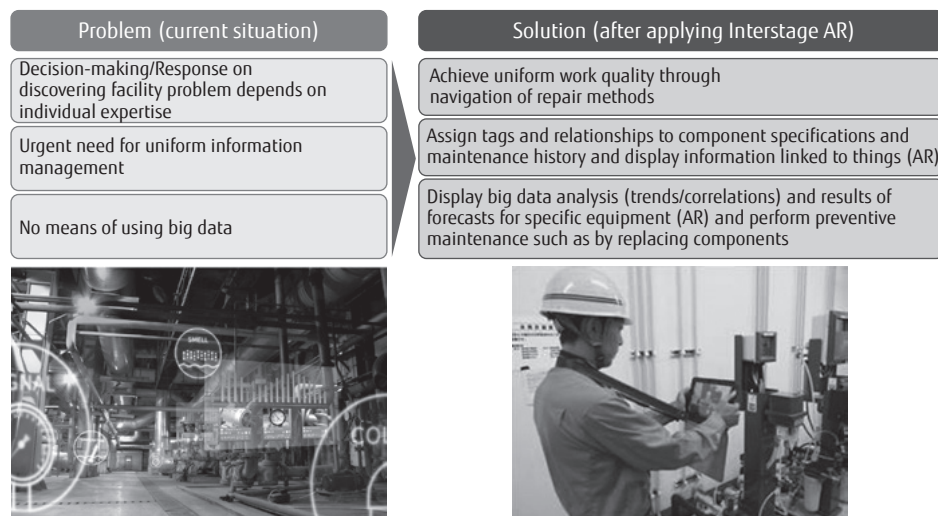 Problem (current situation)
Decision-making/Response on
discovering facility problem depends on
individual expertise
Urgent need for uniform information
management
No means of using big data
Solution (after applying Interstage AR)
Achieve uniform work quality through
navigation of repair methods
Assign tags and relationships to component specifications and
maintenance history and display information linked to things (AR)
Display big data analysis (trends/correlations) and results of
forecasts for specific equipment (AR) and perform preventive
maintenance such as by replacing components
SMELL